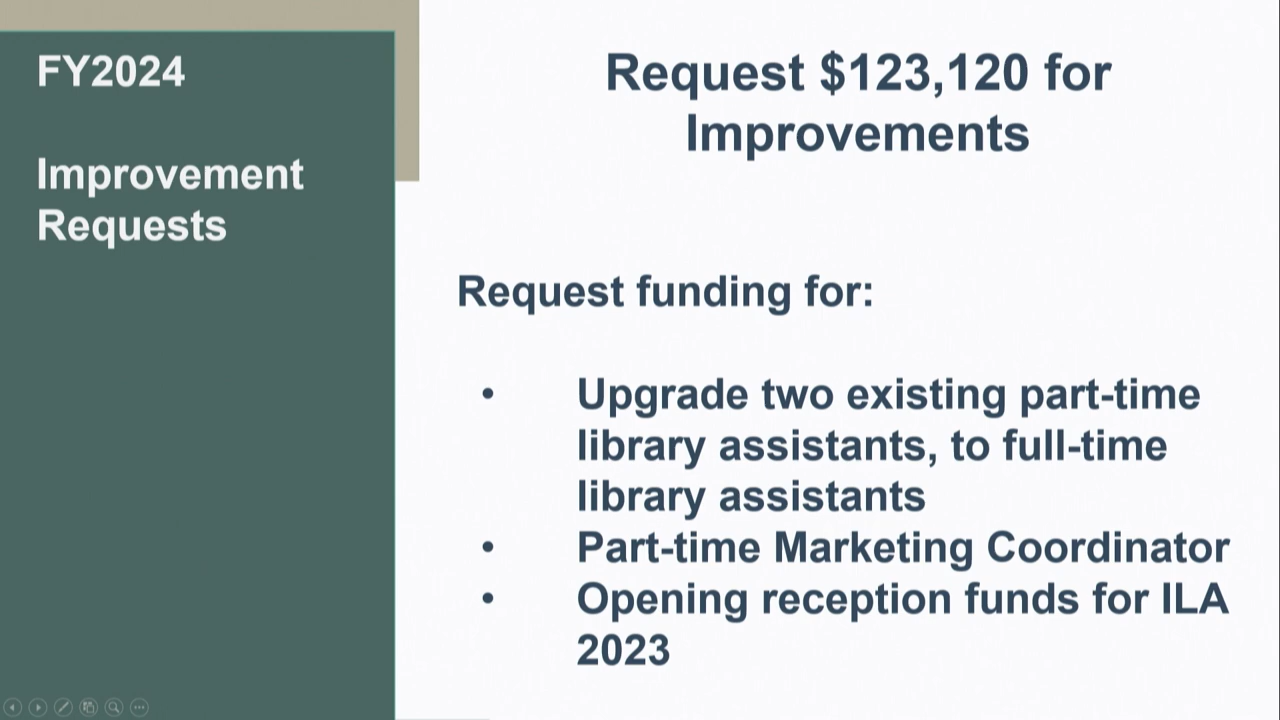 FY2024
Improvement
Requests
Request $123,120 for
Improvements
Request funding for:
• Upgrade two existing part-time
library assistants, to full-time
library assistants
• Part-time Marketing Coordinator
• Opening reception funds for ILA
2023